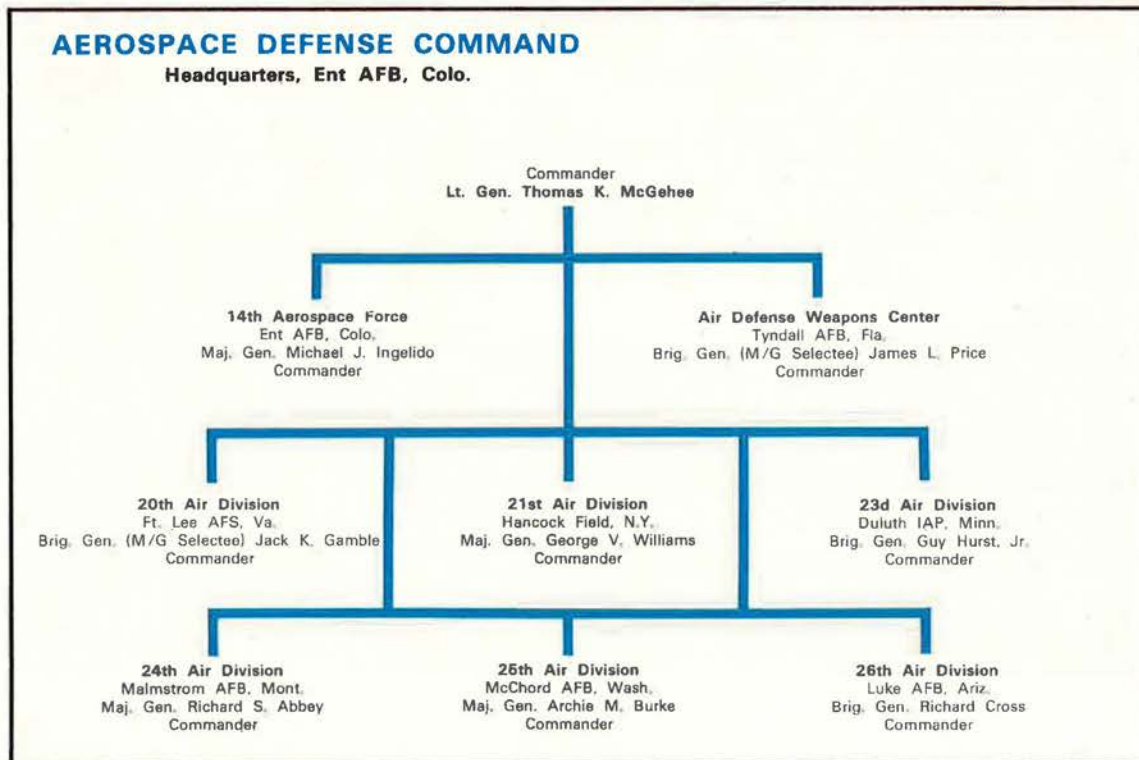 AEROSPACE DEFENSE COMMAND
Headquarters, Ent AFB, Colo.
Commander
Lt. Gen. Thomas K. McGehee
14th Aerospace Force
Ent AFB, Colo.
Maj. Gen. Michael J. Ingelido
Commander
Air Defense Weapons Center
Tyndall AFB, Fla.
Brig. Gen. (M/G Selectee) James L. Price
Commander
20th Air Division
Ft. Lee AFS, Va.
Brig. Gen. (M/G Selectee) Jack K. Gamble
Commander
21st Air Division
Hancock Field, N.Y.
Maj. Gen. George V. Williams
Commander
23d Air Division
Duluth IAP, Minn.
Brig. Gen. Guy Hurst, Jr.
Commander
24th Air Division
Malmstrom AFB, Mont.
Maj. Gen. Richard S. Abbey
Commander
25th Air Division
McChord AFB, Wash.
Maj. Gen. Archie M. Burke
Commander
26th Air Division
Luke AFB, Ariz.
Brig. Gen. Richard Cross
Commander